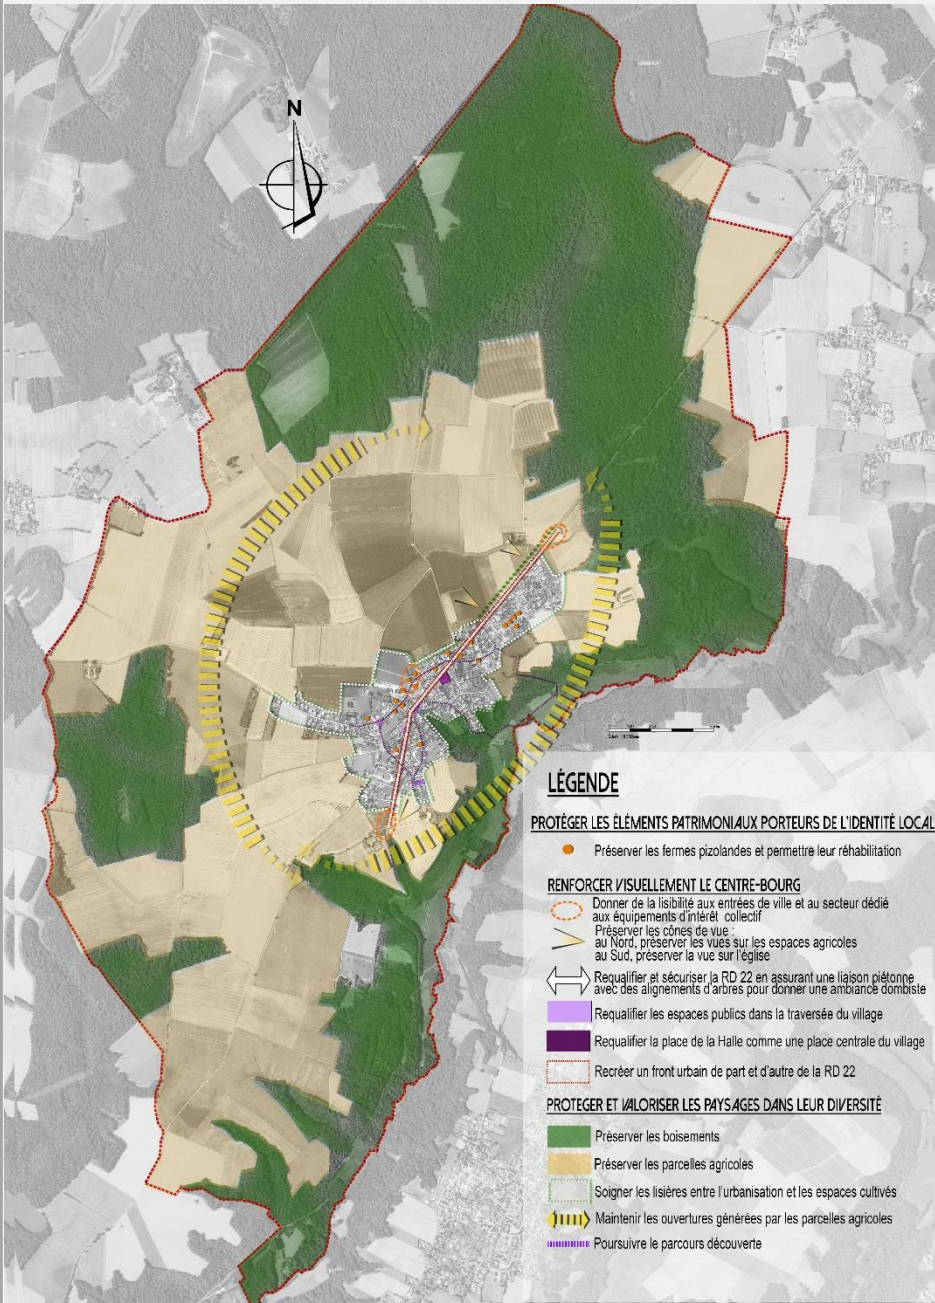 N
LÉGENDE
PROTÉGER LES ÉLÉMENTS PATRIMONIAUX PORTEURS DE L'IDENTITÉ LOCAL
Préserver les fermes pizolandes et permettre leur réhabilitation
RENFORCER VISUELLEMENT LE CENTRE-BOURG
Donner de la lisibilité aux entrées de ville et au secteur dédié
aux équipements d'intérêt collectif
Préserver les cônes de vue :
au Nord, préserver les vues sur les espaces agricoles
au Sud, préserver la vue sur l'église
Requalifier et sécuriser la RD 22 en assurant une liaison piétonne
avec des alignements d'arbres pour donner une ambiance dombiste
Requalifier les espaces publics dans la traversée du village
Requalifier la place de la Halle comme une place centrale du village
Recréer un front urbain de part et d'autre de la RD 22
PROTEGER ET VALORISER LES PAYSAGES DANS LEUR DIVERSITÉ
Préserver les boisements
Préserver les parcelles agricoles
Soigner les lisières entre l'urbanisation et les espaces cultivés
Maintenir les ouvertures générées par les parcelles agricoles
Poursuivre le parcours découverte